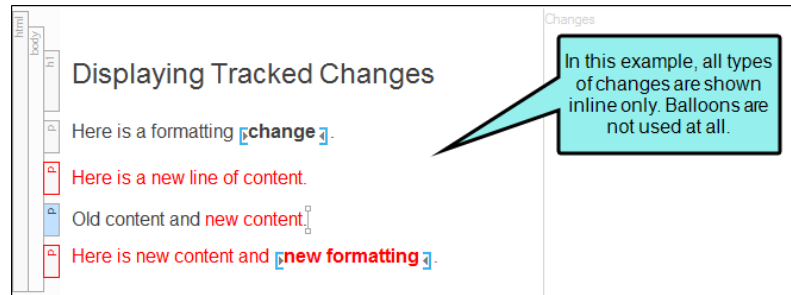 html
body
h1
Changes
Displaying Tracked Changes
In this example, all types
of changes are shown
inline only. Balloons are
not used at all.
p
Here is a formatting change.
p
Here is a new line of content.
p
Old content and new content.
p
Here is new content and new formatting.